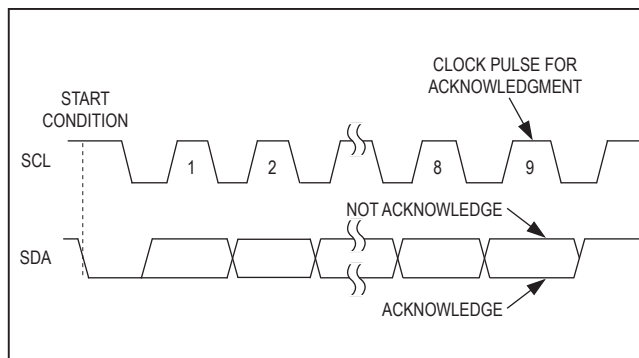 CLOCK PULSE FOR
ACKNOWLEDGMENT
START
CONDITION
SCL
1 2 8 9
NOT ACKNOWLEDGE
SDA
ACKNOWLEDGE